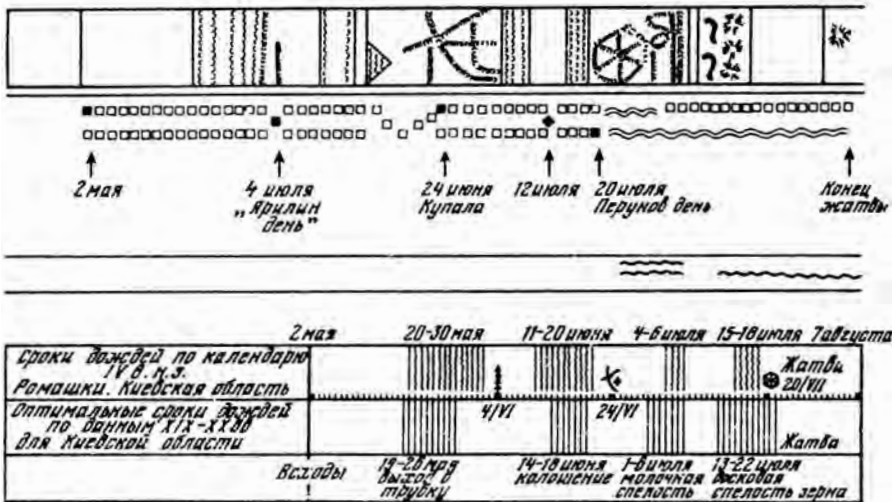 2 мая
4 июля
„Ярилин
день"
24 июня
Купала
12 июля
20 июля
Перунов день
Конец
жатвы
2 мая 20-30 мая 11-20 июня 4-6 июля 15-18 июля 7 августа
Сроки дождей по календарю
IV в. н.э.
Ромашки. Киевская область
Жатва
20/VII
4/VI 24/VI
Оптимальные сроки дождей
по данным XIX-XX вв
для Киевской области
Жатва
Всходы
19-28 мая
выход в
трубку
14-18 июня
колошение
1-6 июля
молочная
спелость
13-22 июля
восковая
спелость зерна